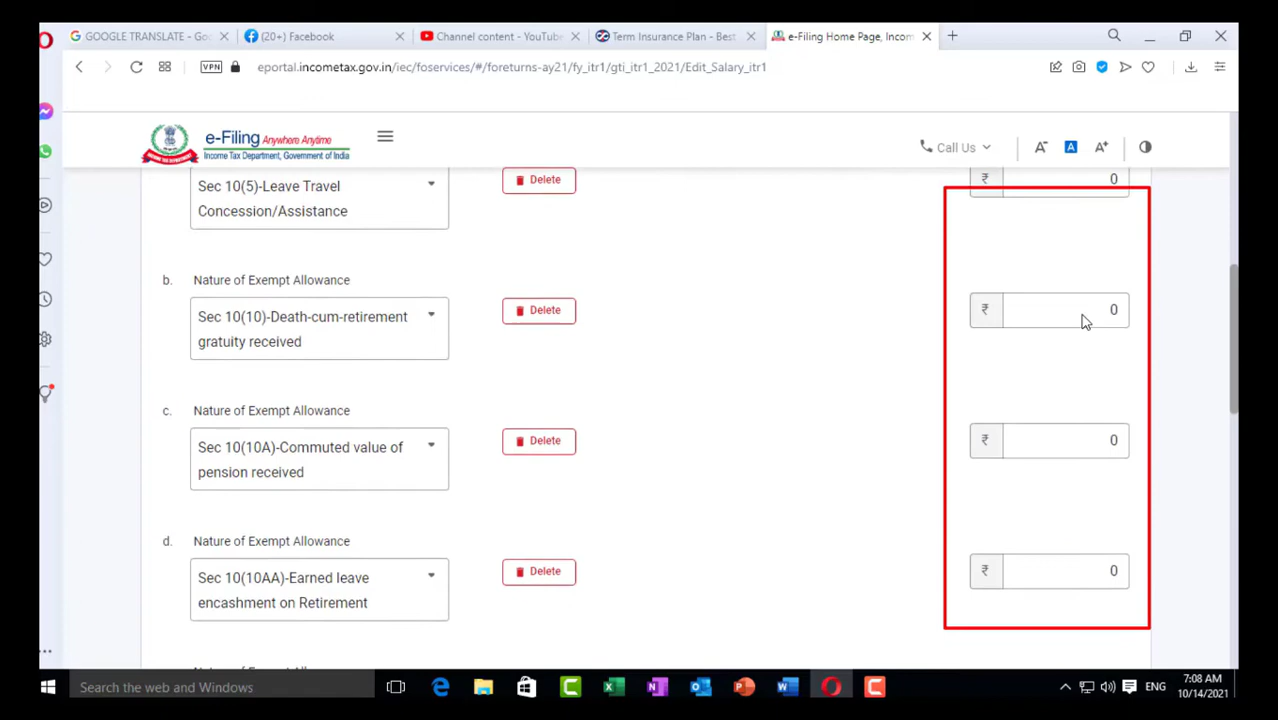 GOOGLE TRANSLATE - Goo
(20+) Facebook
Channel content - YouTube
Term Insurance Plan - Best
e-Filing Home Page, Incom
VPN
eportal.incometax.gov.in/iec/foservices/#/foreturns-ay21/fy_itr1/gti_itr1_2021/Edit_Salary_itr1
e-Filing Anywhere Anytime
Income Tax Department, Government of India
Call Us
A-
A
A+
Sec 10(5)-Leave Travel
Concession/Assistance
Delete
₹ 0
b. Nature of Exempt Allowance
Sec 10(10)-Death-cum-retirement
gratuity received
Delete
₹ 0
c. Nature of Exempt Allowance
Sec 10(10A)-Commuted value of
pension received
Delete
₹ 0
d. Nature of Exempt Allowance
Sec 10(10AA)-Earned leave
encashment on Retirement
Delete
₹ 0
Search the web and Windows
ENG
7:08 AM
10/14/2021